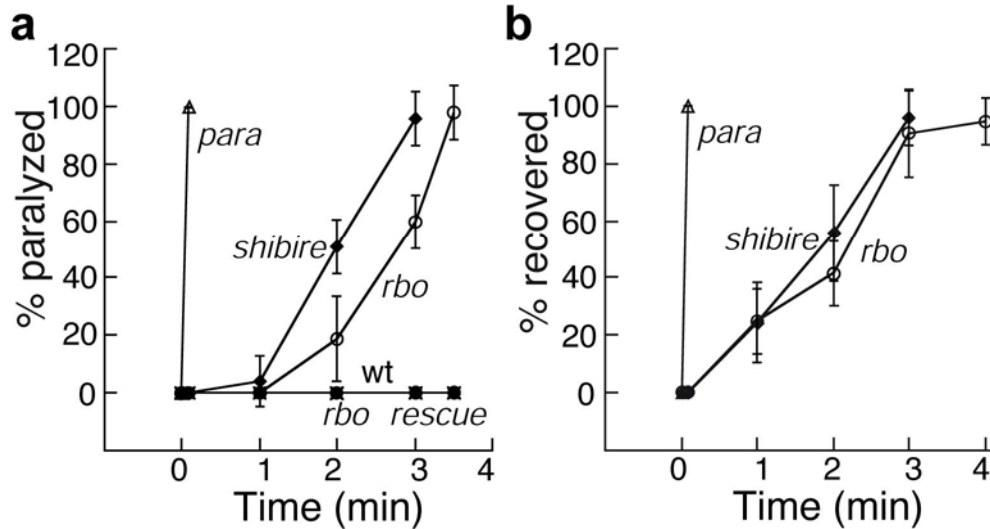 a
% paralyzed
120
100
80
60
40
20
0
para
shibire
rbo
wt
rbo rescue
0 1 2 3 4
Time (min)
b
% recovered
120
100
80
60
40
20
0
para
shibire
rbo
0 1 2 3 4
Time (min)